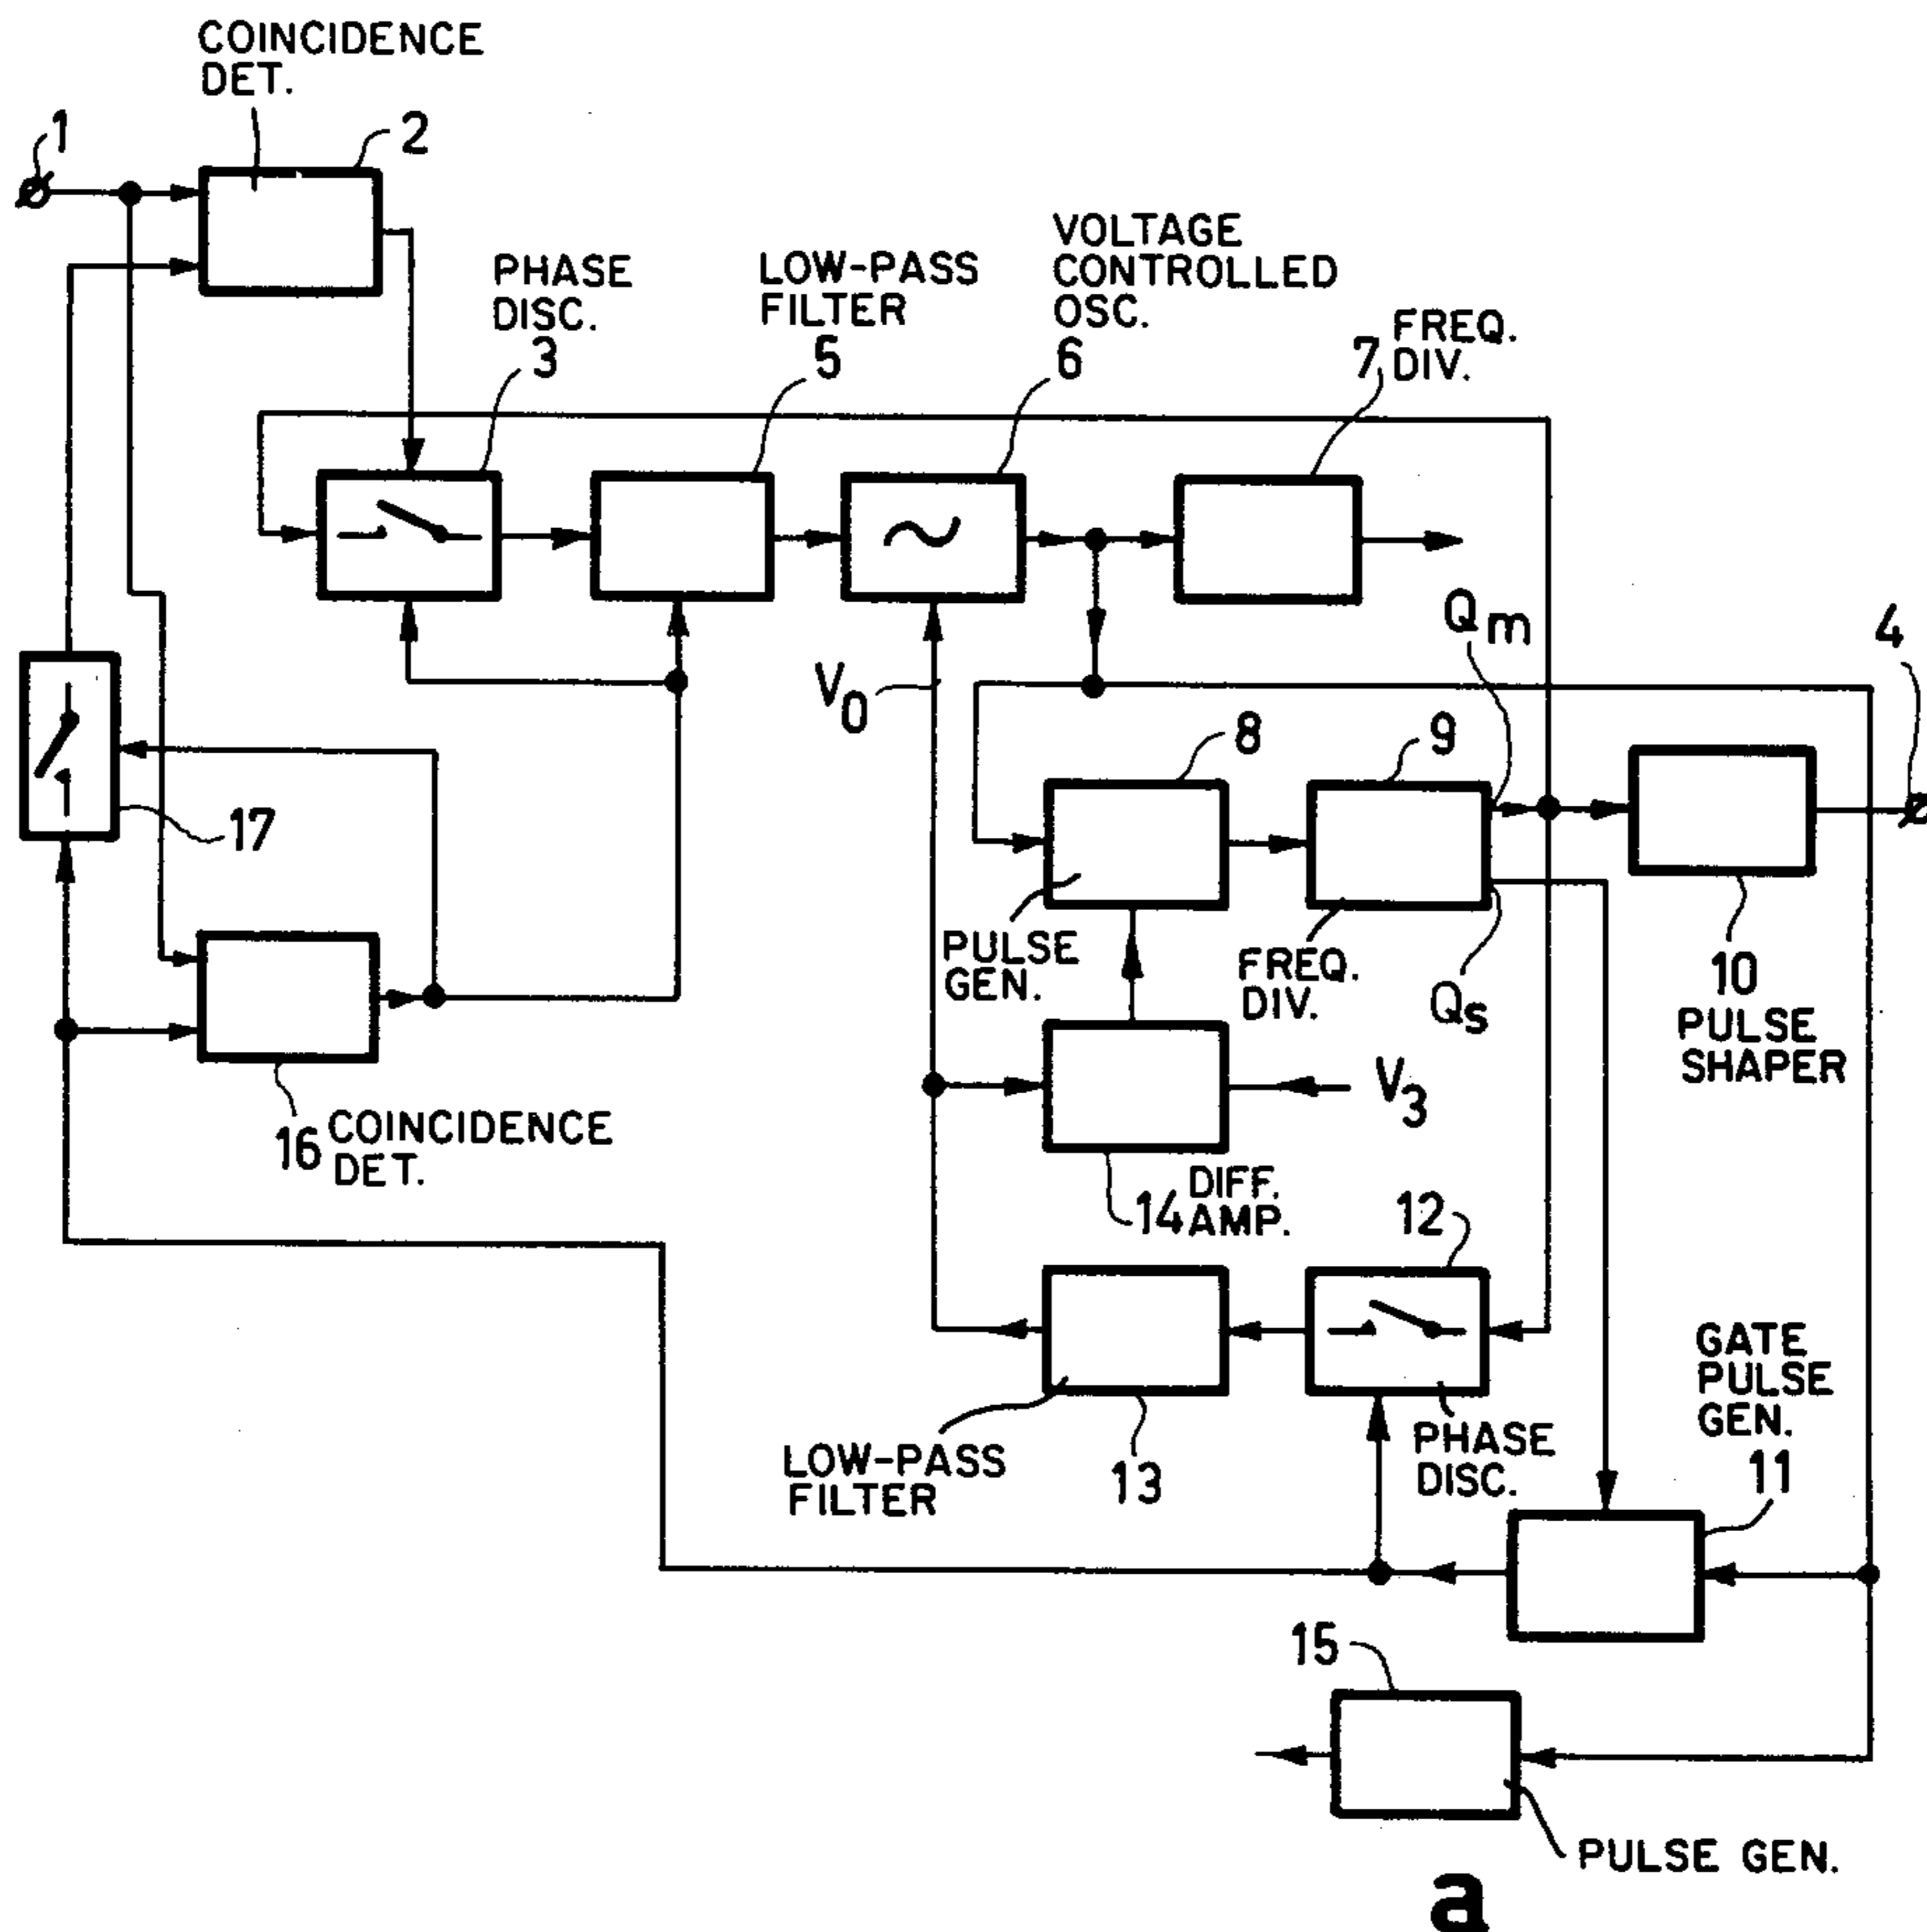 COINCIDENCE
DET.
1
2
VOLTAGE
CONTROLLED
OSC.
6
PHASE
DISC.
3
LOW-PASS
FILTER
5
FREQ.
7 DIV.
Qm
4
V0
8
9
17
PULSE
GEN.
FREQ.
DIV.
Qs
10
PULSE
SHAPER
V3
16 COINCIDENCE
DET.
DIFF.
14 AMP.
12
GATE
PULSE
GEN.
11
LOW-PASS
FILTER
13
PHASE
DISC.
15
PULSE GEN.
a